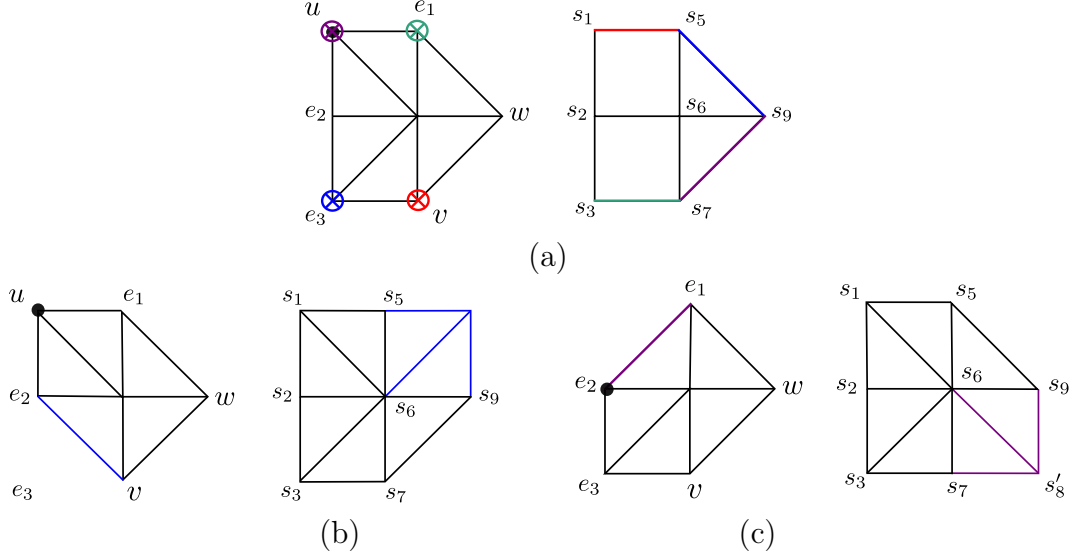 u e₁ s₁ s₅
e₂ w s₂ s₆ s₉
e₃ v s₃ s₇
(a)
u e₁ s₁ s₅
e₂ w s₂ s₆ s₉
e₃ v s₃ s₇
(b)
e₁ s₁ s₅
e₂ w s₂ s₆ s₉
e₃ v s₃ s₇ s₈′
(c)